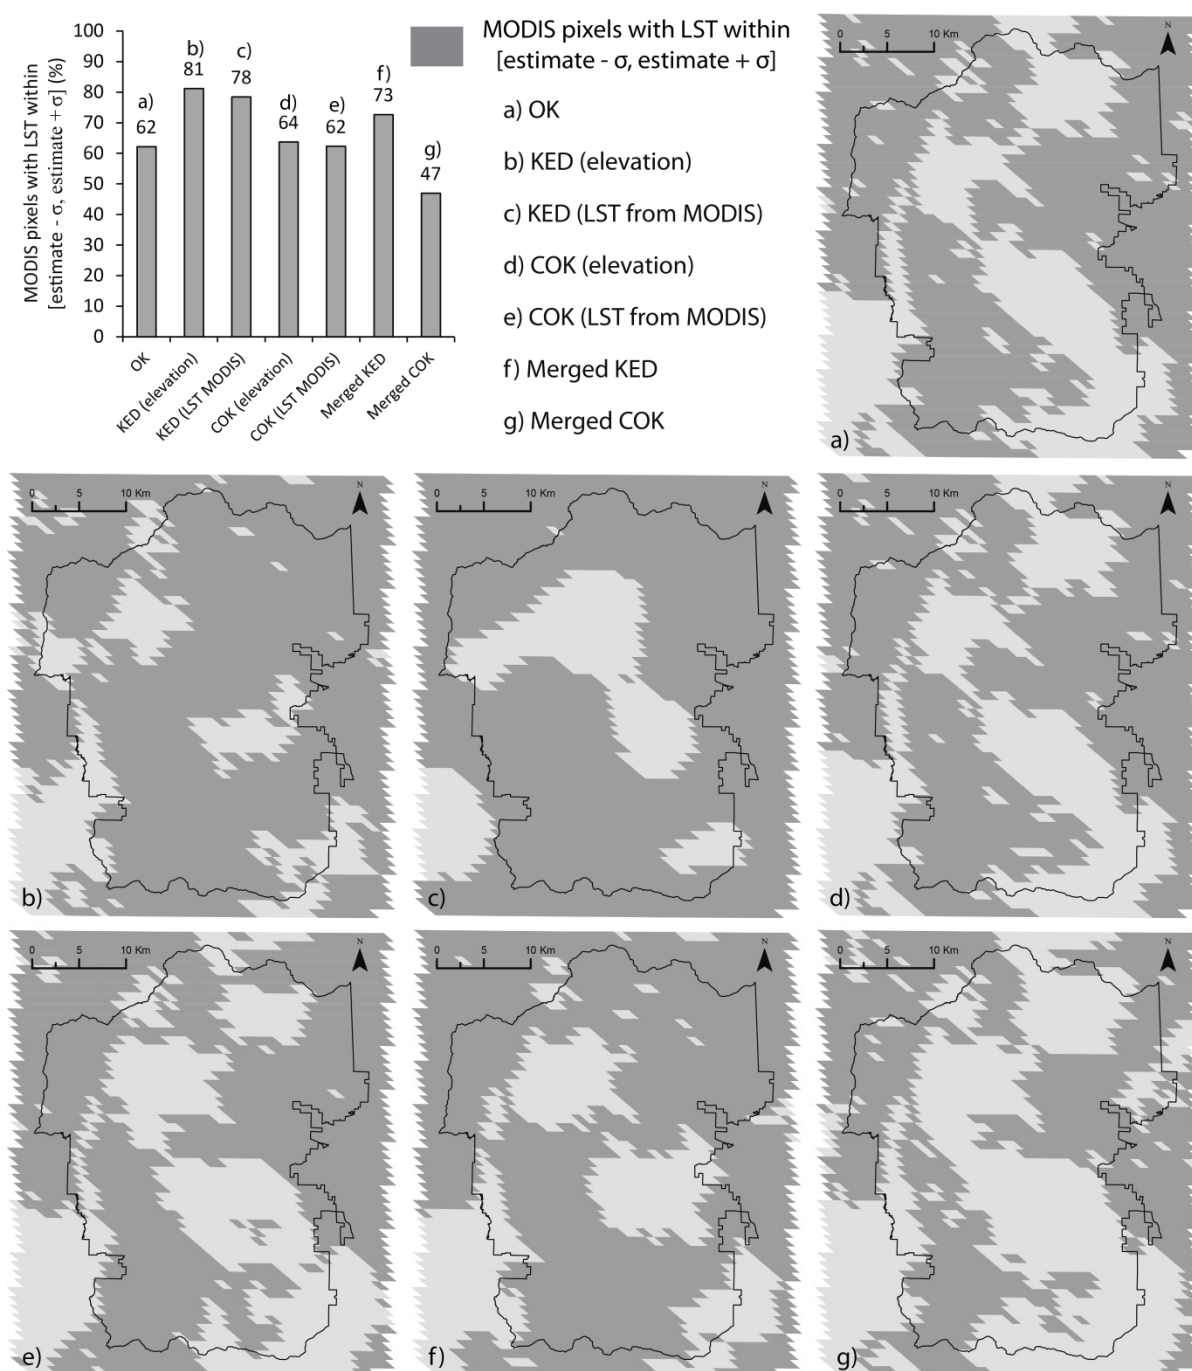 MODIS pixels with LST within
[estimate - σ, estimate + σ] (%)
100
90
80
70
60
50
40
30
20
10
0
a)
62
b)
81
c)
78
d)
64
e)
62
f)
73
g)
47
OK
KED (elevation)
KED (LST MODIS)
COK (elevation)
COK (LST MODIS)
Merged KED
Merged COK
MODIS pixels with LST within
[estimate - σ, estimate + σ]
a) OK
b) KED (elevation)
c) KED (LST from MODIS)
d) COK (elevation)
e) COK (LST from MODIS)
f) Merged KED
g) Merged COK
0 5 10 Km
N
a)
0 5 10 Km
N
b)
0 5 10 Km
N
c)
0 5 10 Km
N
d)
0 5 10 Km
N
e)
0 5 10 Km
N
f)
0 5 10 Km
N
g)